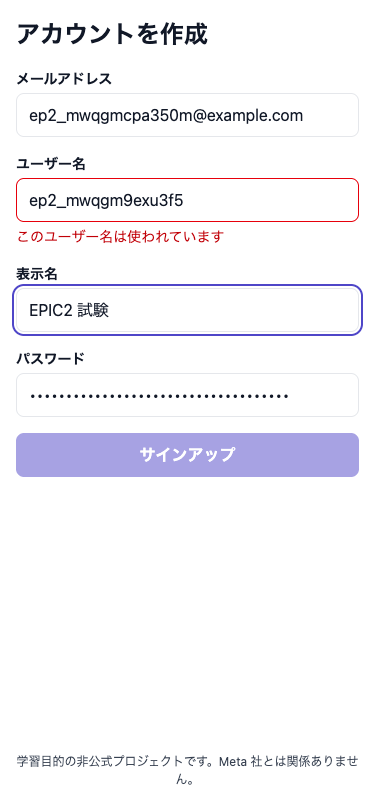 アカウントを作成
メールアドレス
ep2_mwqgmcpa350m@example.com
ユーザー名
ep2_mwqgm9exu3f5
このユーザー名は使われています
表示名
EPIC2 試験
パスワード
••••••••••••••••••••••••••••••••••••
サインアップ
学習目的の非公式プロジェクトです。Meta 社とは関係ありませ
ん。